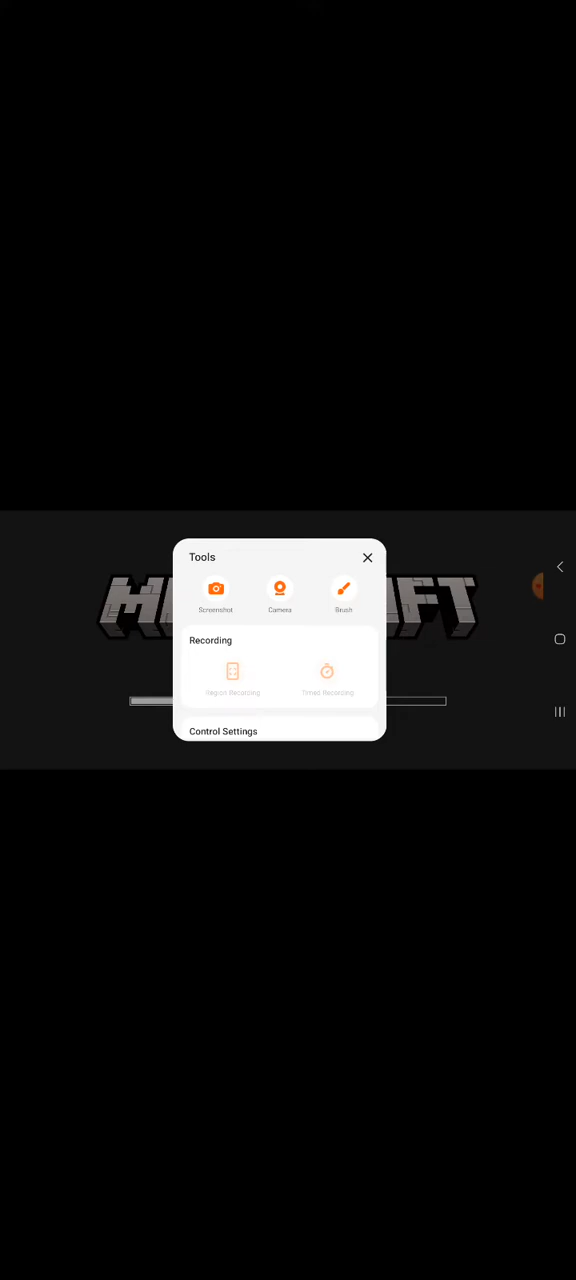 Tools
Screenshot Camera Brush
Recording
Region Recording Timed Recording
Control Settings